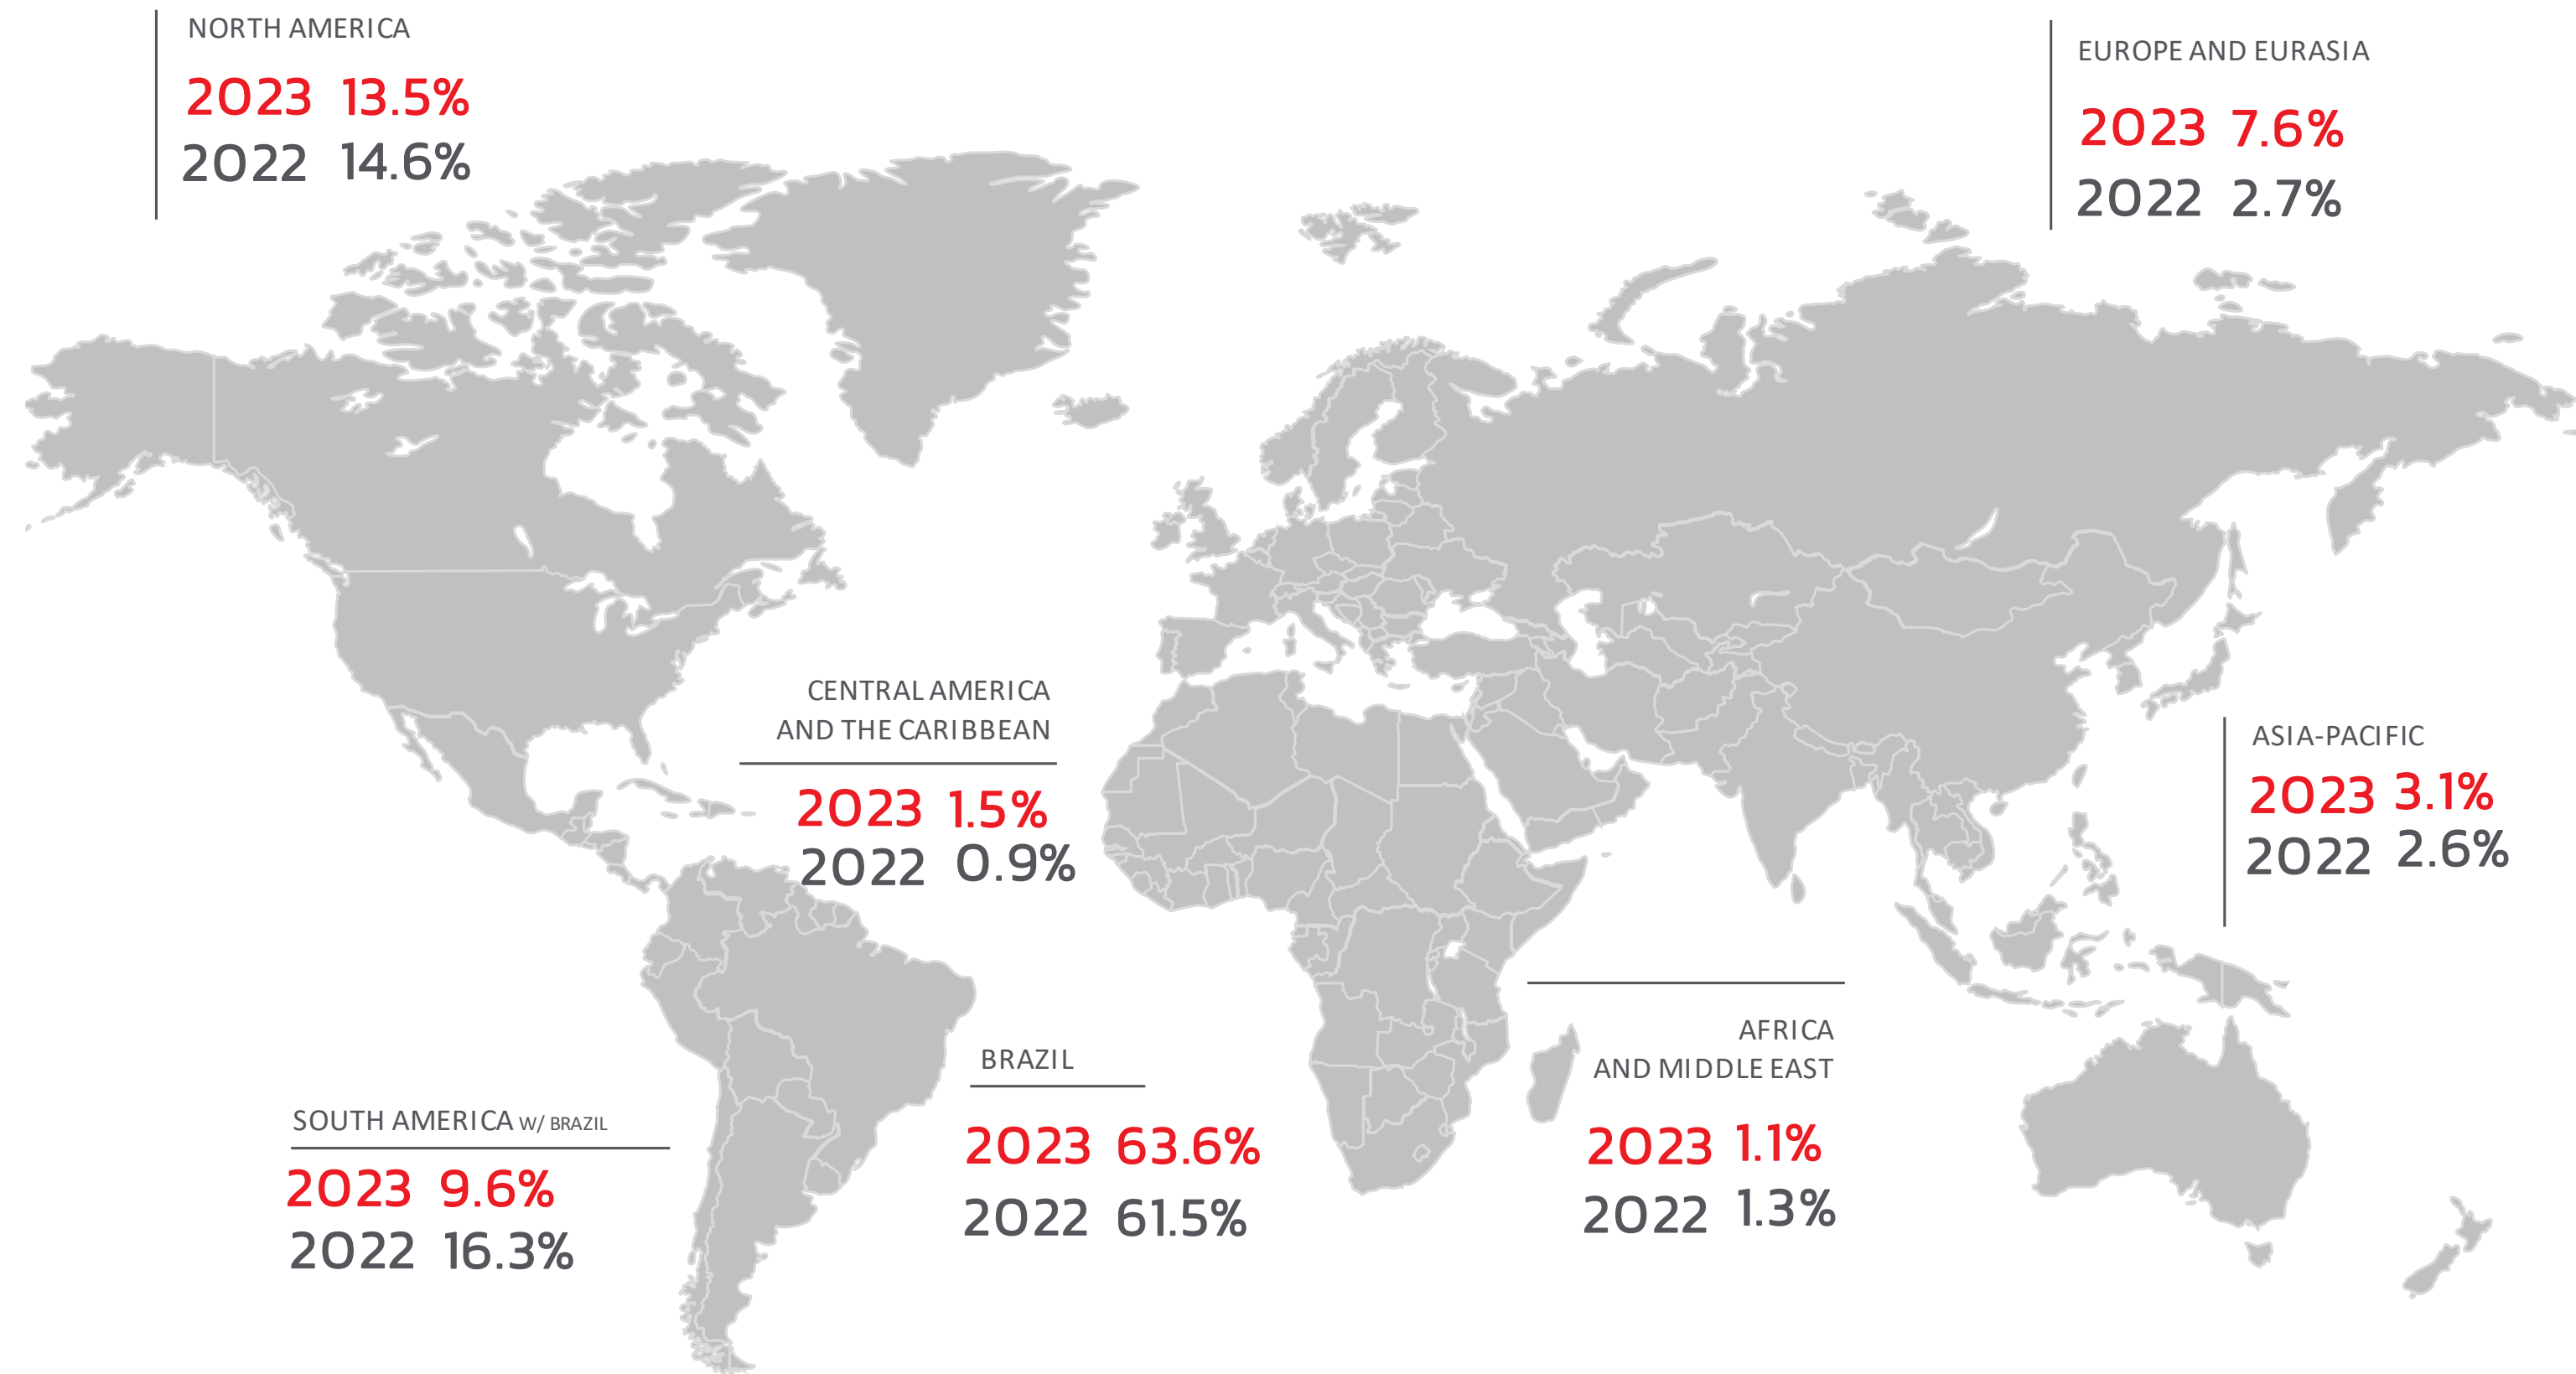 NORTH AMERICA
2023 13.5%
2022 14.6%
EUROPE AND EURASIA
2023 7.6%
2022 2.7%
CENTRAL AMERICA
AND THE CARIBBEAN
2023 1.5%
2022 0.9%
ASIA-PACIFIC
2023 3.1%
2022 2.6%
BRAZIL
2023 63.6%
2022 61.5%
AFRICA
AND MIDDLE EAST
2023 1.1%
2022 1.3%
SOUTH AMERICA W/ BRAZIL
2023 9.6%
2022 16.3%